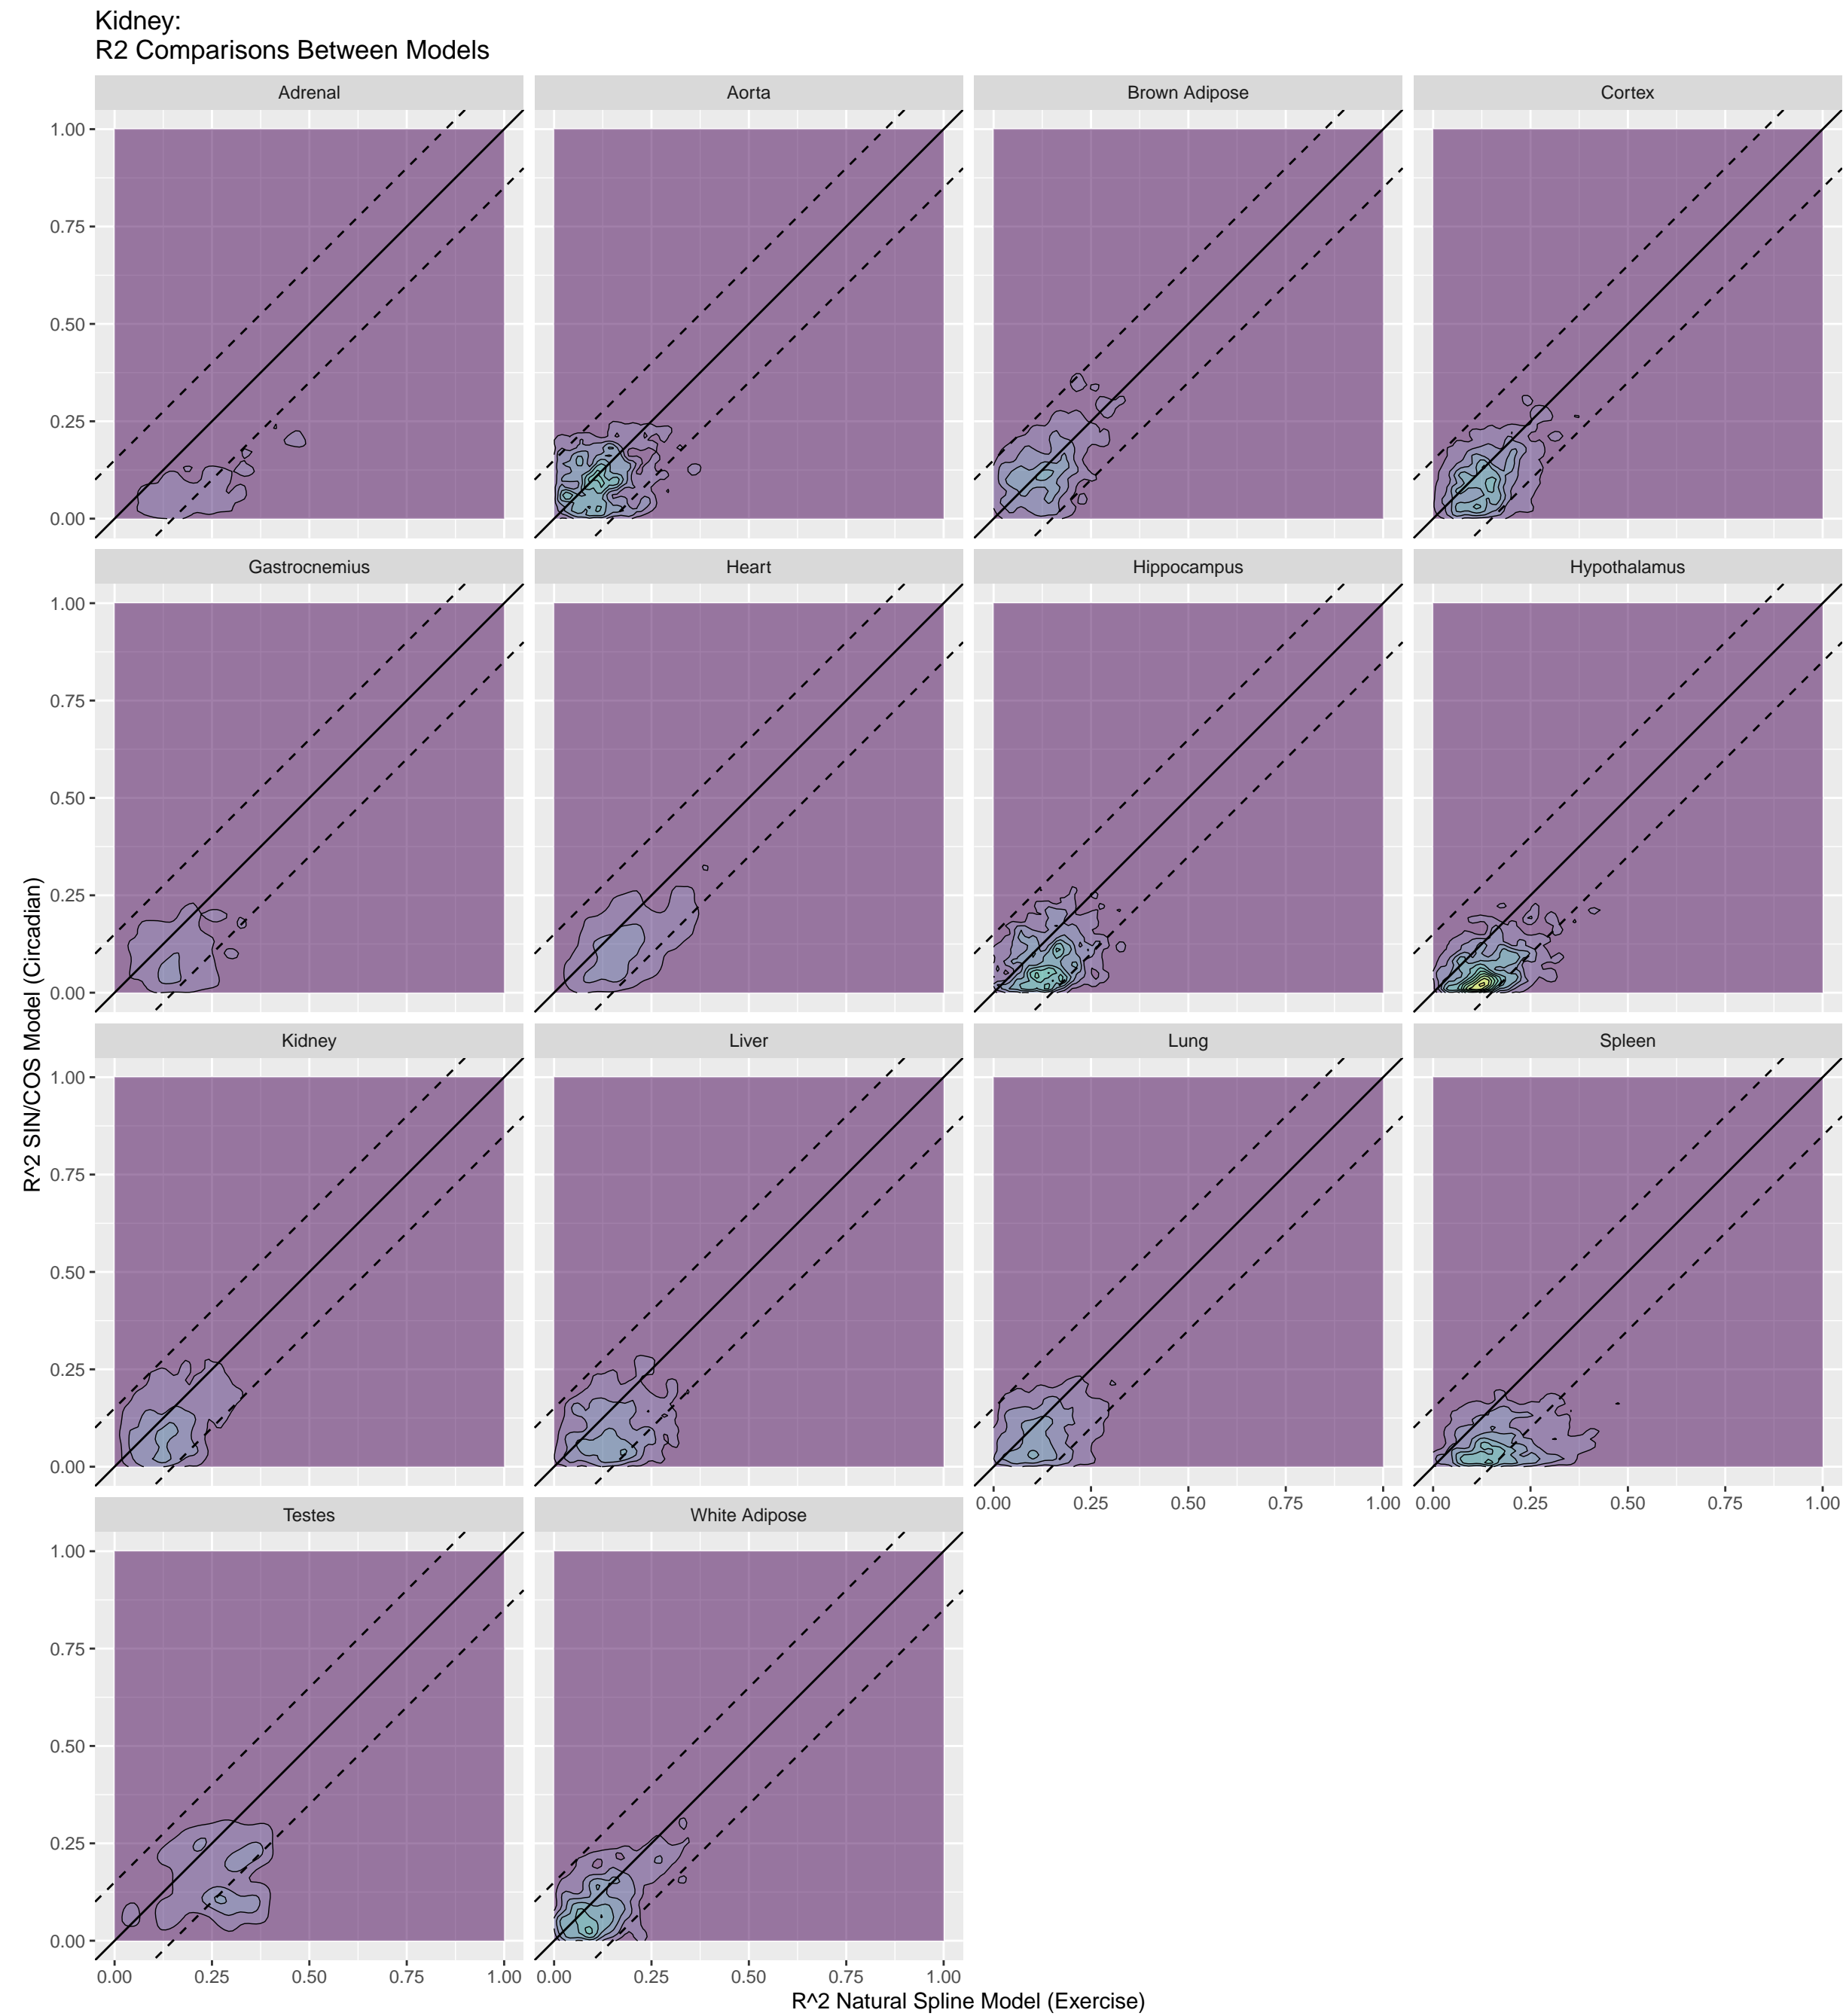 Kidney:
R2 Comparisons Between Models
Adrenal
Aorta
Brown Adipose
Cortex
1.00
0.75
0.50
0.25
0.00
Gastrocnemius
Heart
Hippocampus
Hypothalamus
1.00
0.75
0.50
0.25
0.00
R^2 SIN/COS Model (Circadian)
Kidney
Liver
Lung
Spleen
1.00
0.75
0.50
0.25
0.00
0.00 0.25 0.50 0.75 1.00
0.00 0.25 0.50 0.75 1.00
Testes
White Adipose
1.00
0.75
0.50
0.25
0.00
0.00 0.25 0.50 0.75 1.00
0.00 0.25 0.50 0.75 1.00
R^2 Natural Spline Model (Exercise)